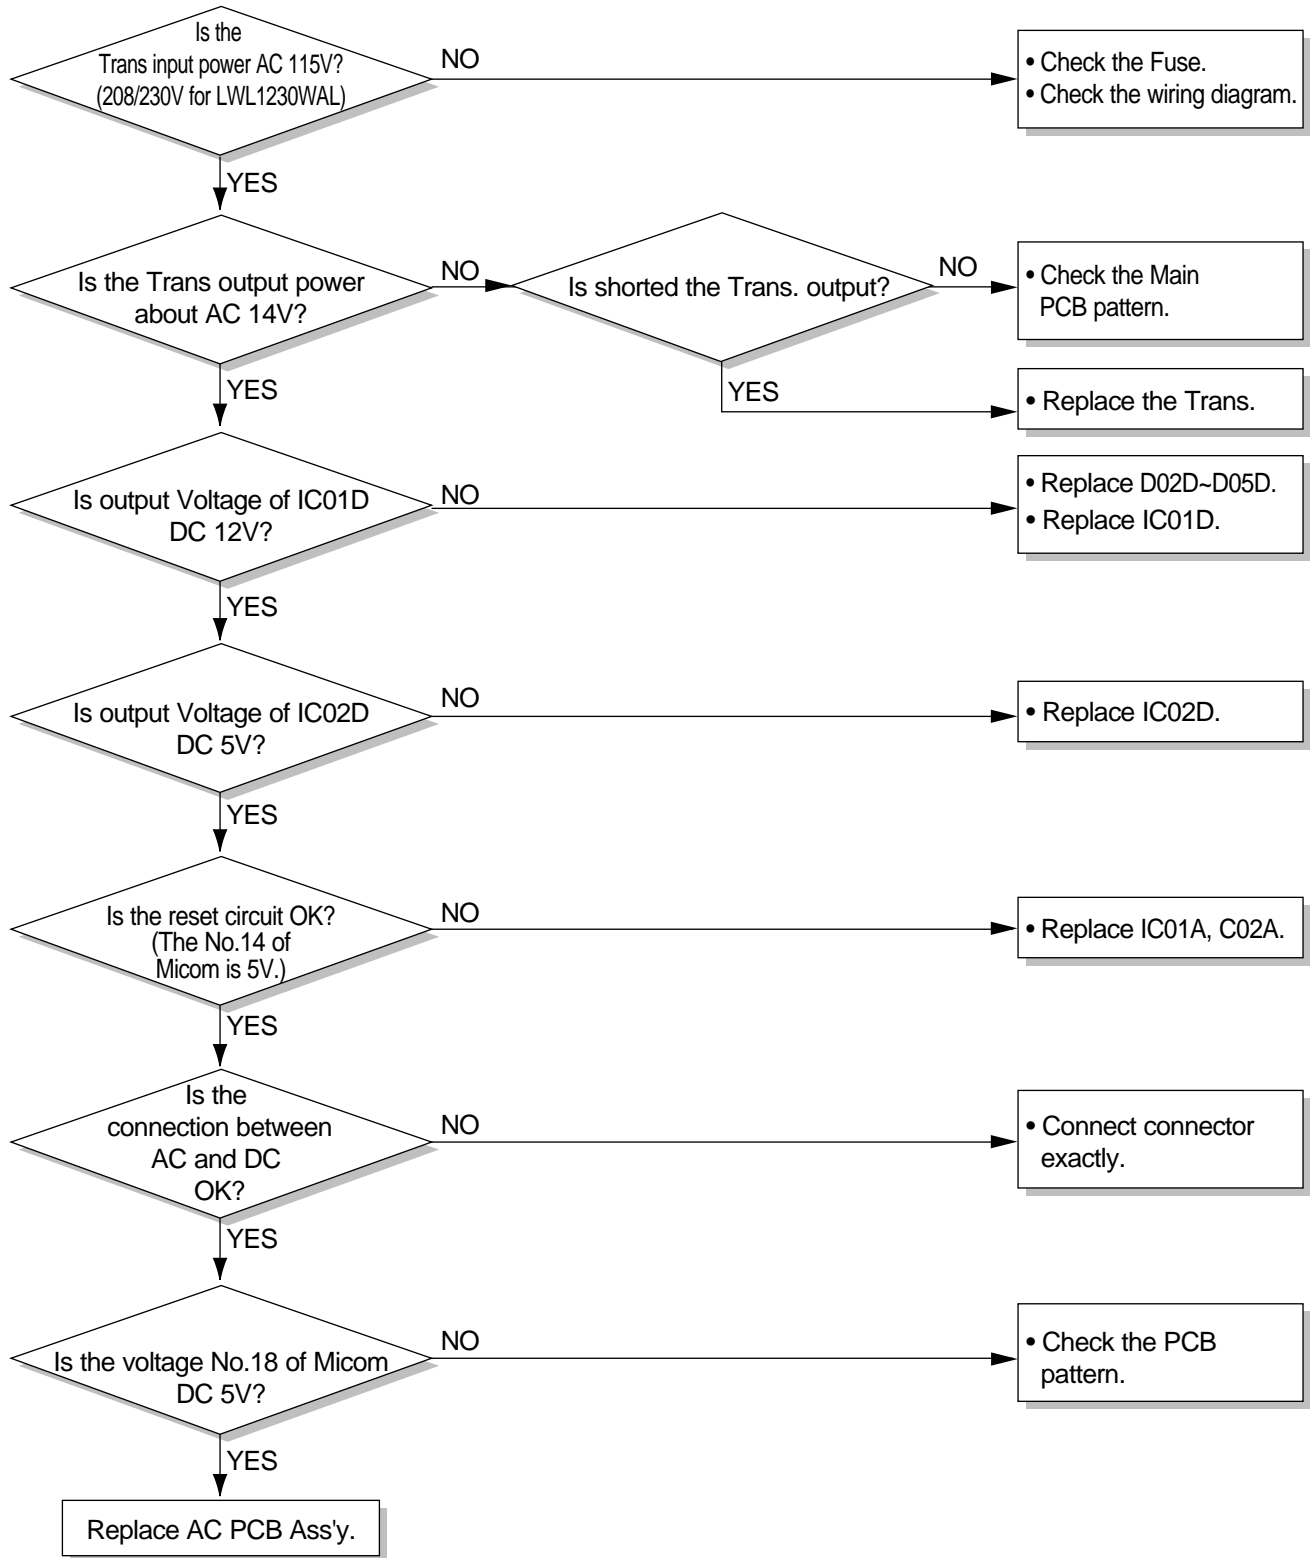 Is the
Trans input power AC 115V?
(208/230V for LWL1230WAL)
NO
• Check the Fuse.
• Check the wiring diagram.
YES
Is the Trans output power
about AC 14V?
NO
Is shorted the Trans. output?
NO
• Check the Main
PCB pattern.
YES
YES
• Replace the Trans.
Is output Voltage of IC01D
DC 12V?
NO
• Replace D02D~D05D.
• Replace IC01D.
YES
Is output Voltage of IC02D
DC 5V?
NO
• Replace IC02D.
YES
Is the reset circuit OK?
(The No.14 of
Micom is 5V.)
NO
• Replace IC01A, C02A.
YES
Is the
connection between
AC and DC
OK?
NO
• Connect connector
exactly.
YES
Is the voltage No.18 of Micom
DC 5V?
NO
• Check the PCB
pattern.
YES
Replace AC PCB Ass'y.